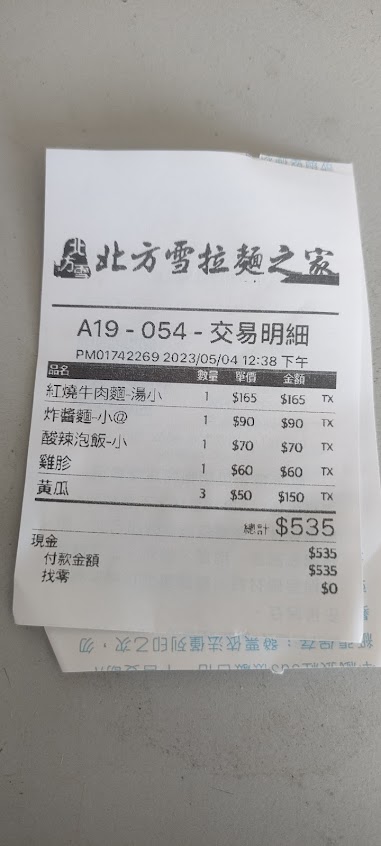 北方雪
北方雪拉麵之家
A19 - 054 - 交易明細
PM01742269 2023/05/04 12:38 下午
品名 數量 單價 金額
紅燒牛肉麵-湯小 1 $165 $165 TX
炸醬麵-小@ 1 $90 $90 TX
酸辣泡飯-小 1 $70 $70 TX
雞胗 1 $60 $60 TX
黃瓜 3 $50 $150 TX
總計 $535
現金 $535
付款金額 $535
找零 $0